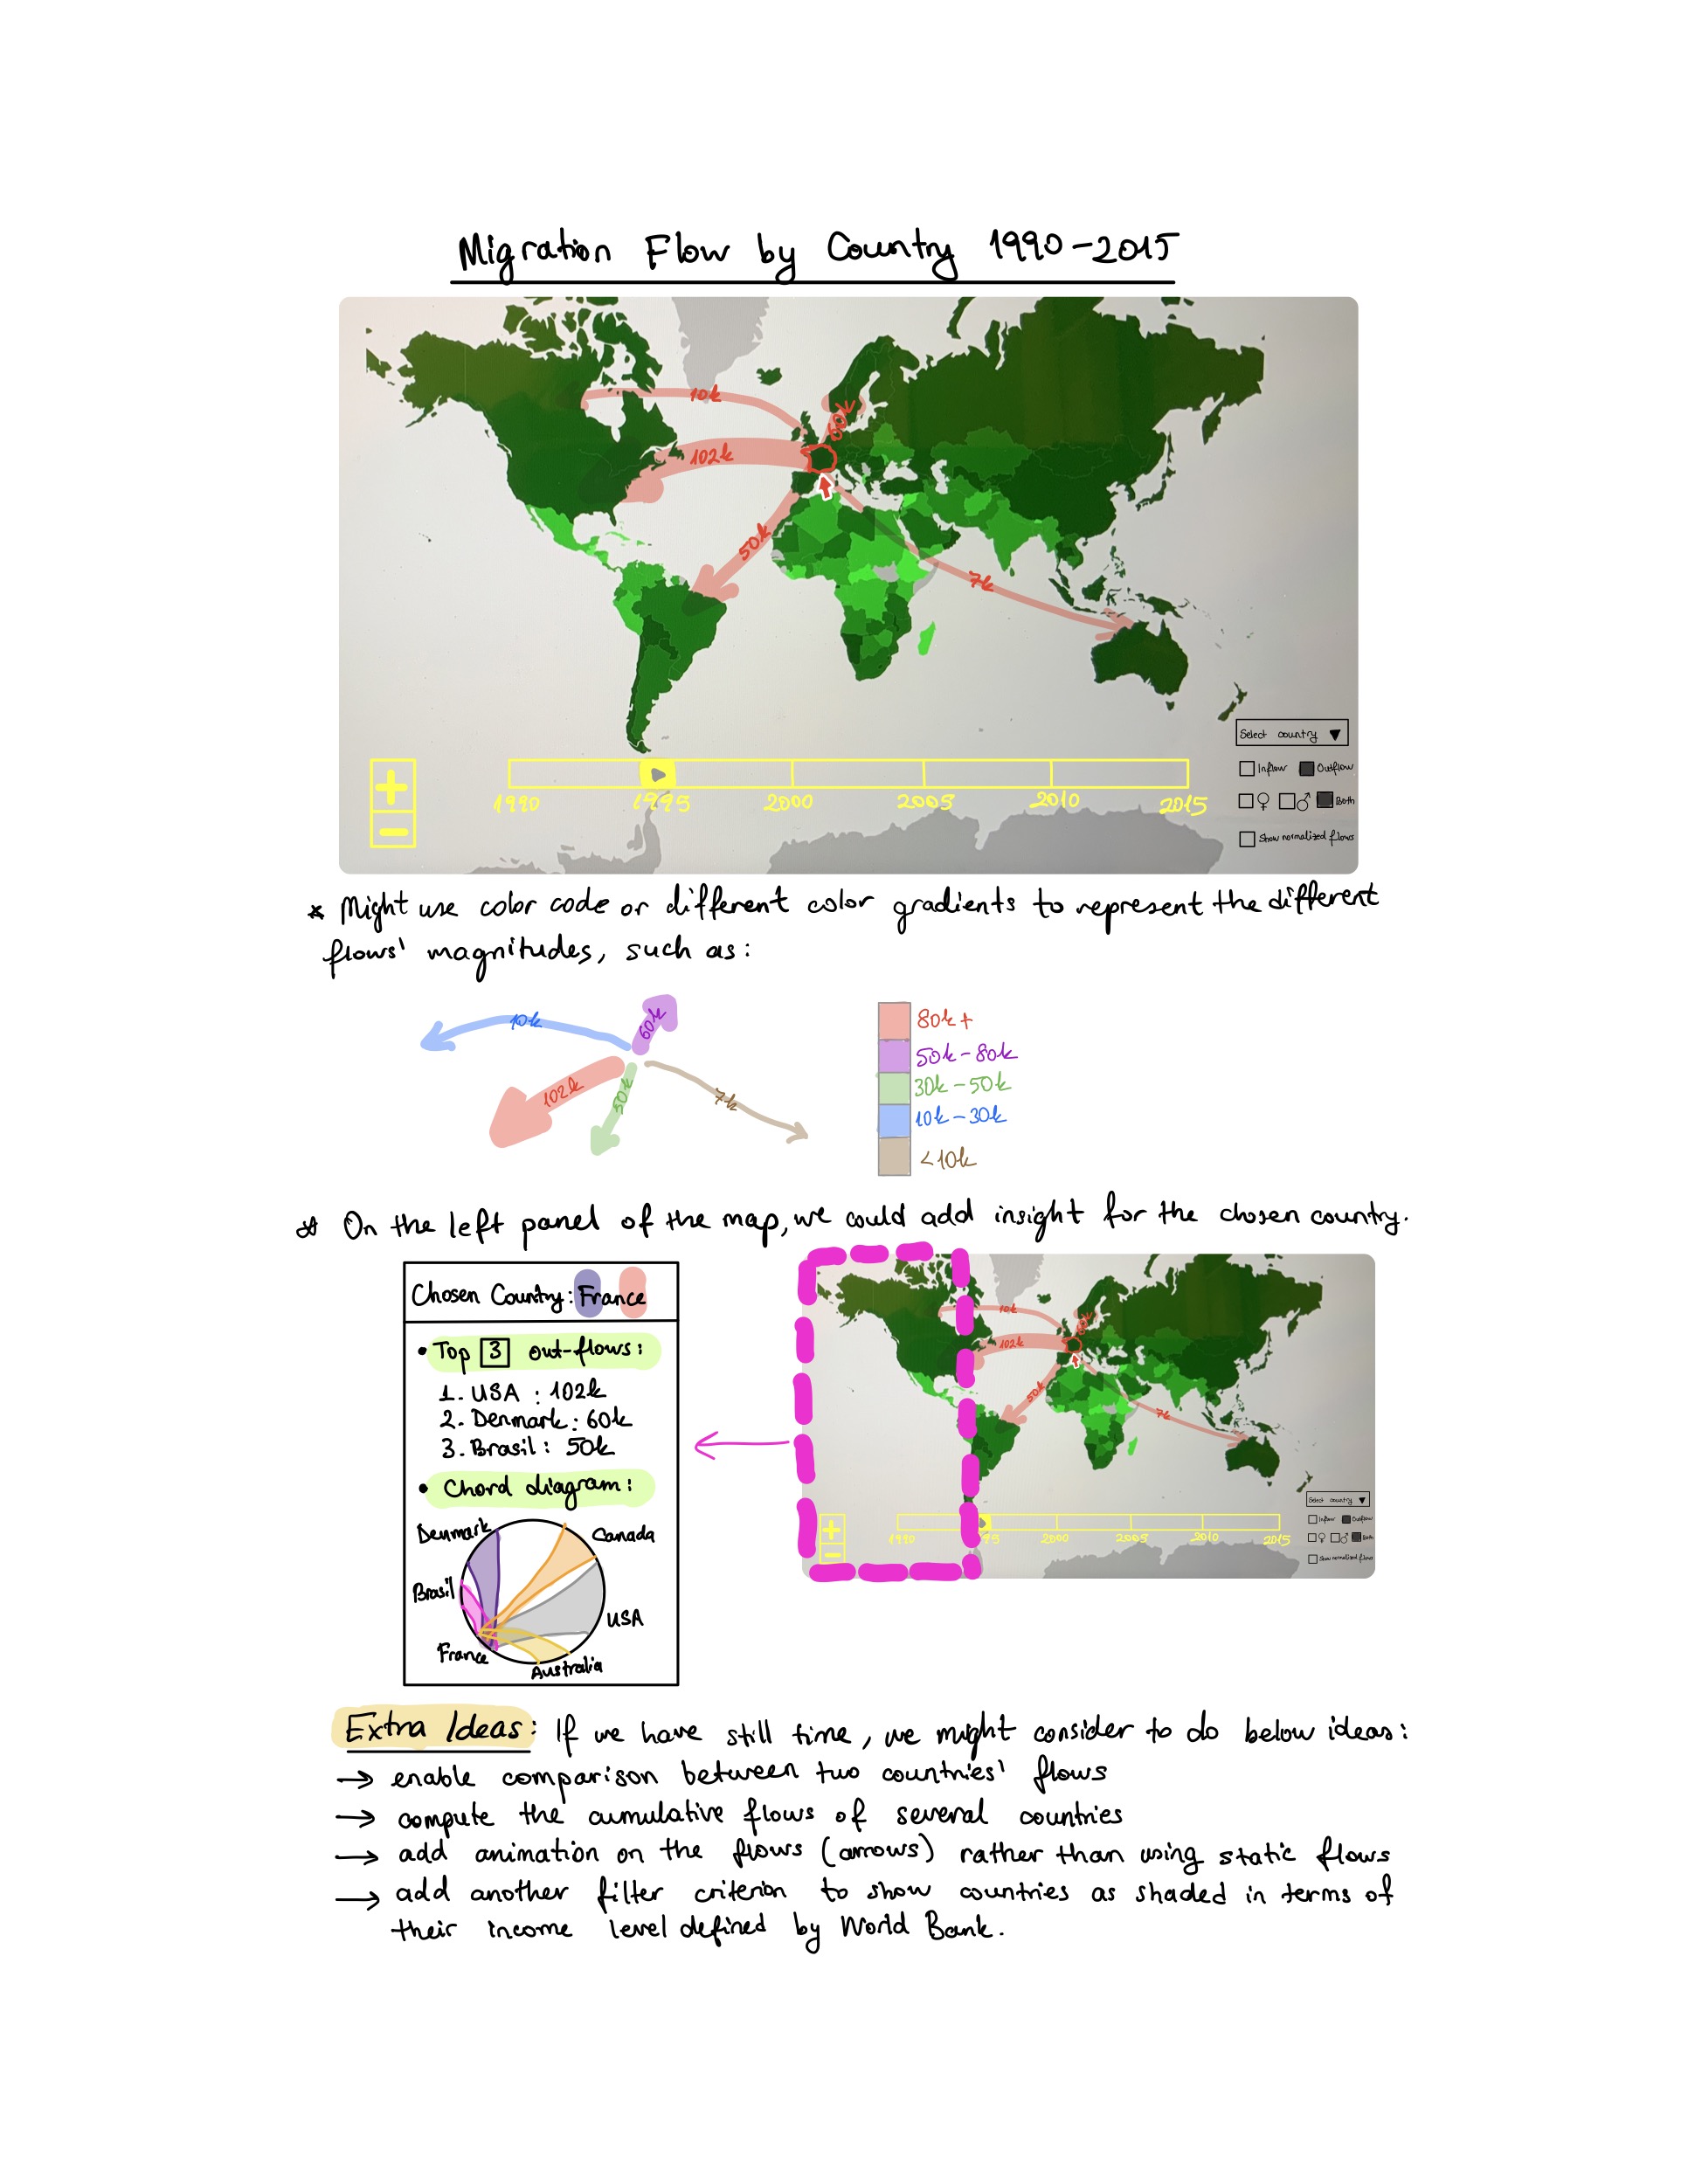 Migration Flow by Country 1990-2015
10k
60k
102k
50k
7k
Select country ▼
Inflow Outflow
♀ ♂ Both
Show normalized flows
1990 1995 2000 2005 2010 2015
* Might use color code or different color gradients to represent the different
flows' magnitudes, such as:
10k
60k
102k
50k
7k
80k+
50k-80k
30k-50k
10k-30k
<10k
* On the left panel of the map, we could add insight for the chosen country.
Chosen Country: France
• Top 3 out-flows:
1. USA : 102k
2. Denmark: 60k
3. Brasil: 50k
• Chord diagram:
Denmark
Canada
Brasil
USA
France
Australia
10k
60k
102k
50k
7k
Select country ▼
Inflow Outflow
♀ ♂ Both
Show normalized flows
1990 95 2000 2005 2010 2015
Extra Ideas: If we have still time, we might consider to do below ideas:
→ enable comparison between two countries' flows
→ compute the cumulative flows of several countries
→ add animation on the flows (arrows) rather than using static flows
→ add another filter criterion to show countries as shaded in terms of
their income level defined by World Bank.